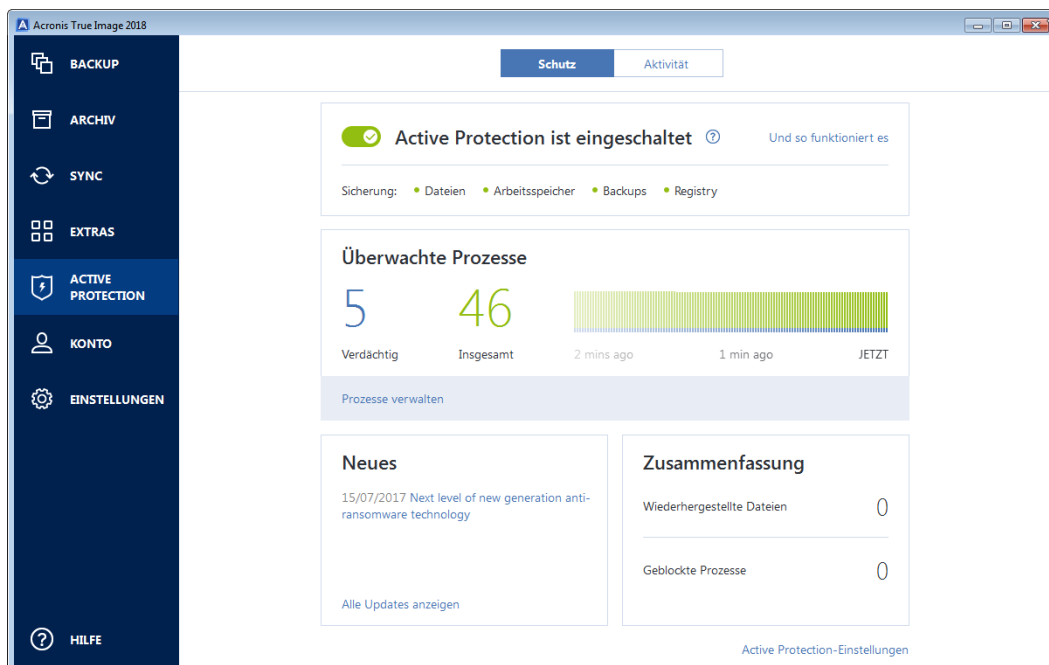 Acronis True Image 2018
BACKUP
ARCHIV
SYNC
EXTRAS
ACTIVE
PROTECTION
KONTO
EINSTELLUNGEN
HILFE
Schutz
Aktivität
Active Protection ist eingeschaltet ?
Und so funktioniert es
Sicherung: • Dateien • Arbeitsspeicher • Backups • Registry
Überwachte Prozesse
5
46
Verdächtig
Insgesamt
2 mins ago
1 min ago
JETZT
Prozesse verwalten
Neues
15/07/2017 Next level of new generation anti-
ransomware technology
Alle Updates anzeigen
Zusammenfassung
Wiederhergestellte Dateien 0
Geblockte Prozesse 0
Active Protection-Einstellungen